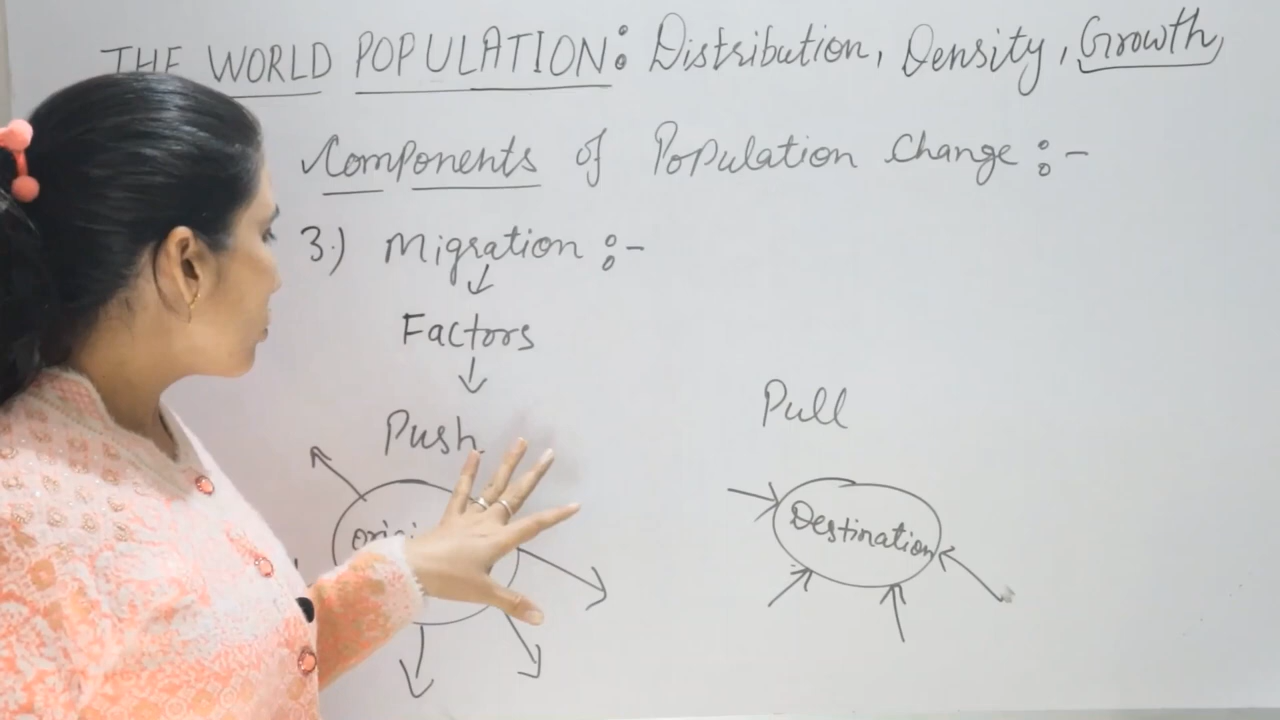 THE WORLD POPULATION: Distribution, Density, Growth,
Components of Population Change :-
3.) Migration :-
Factors
Push
Pull
Destination